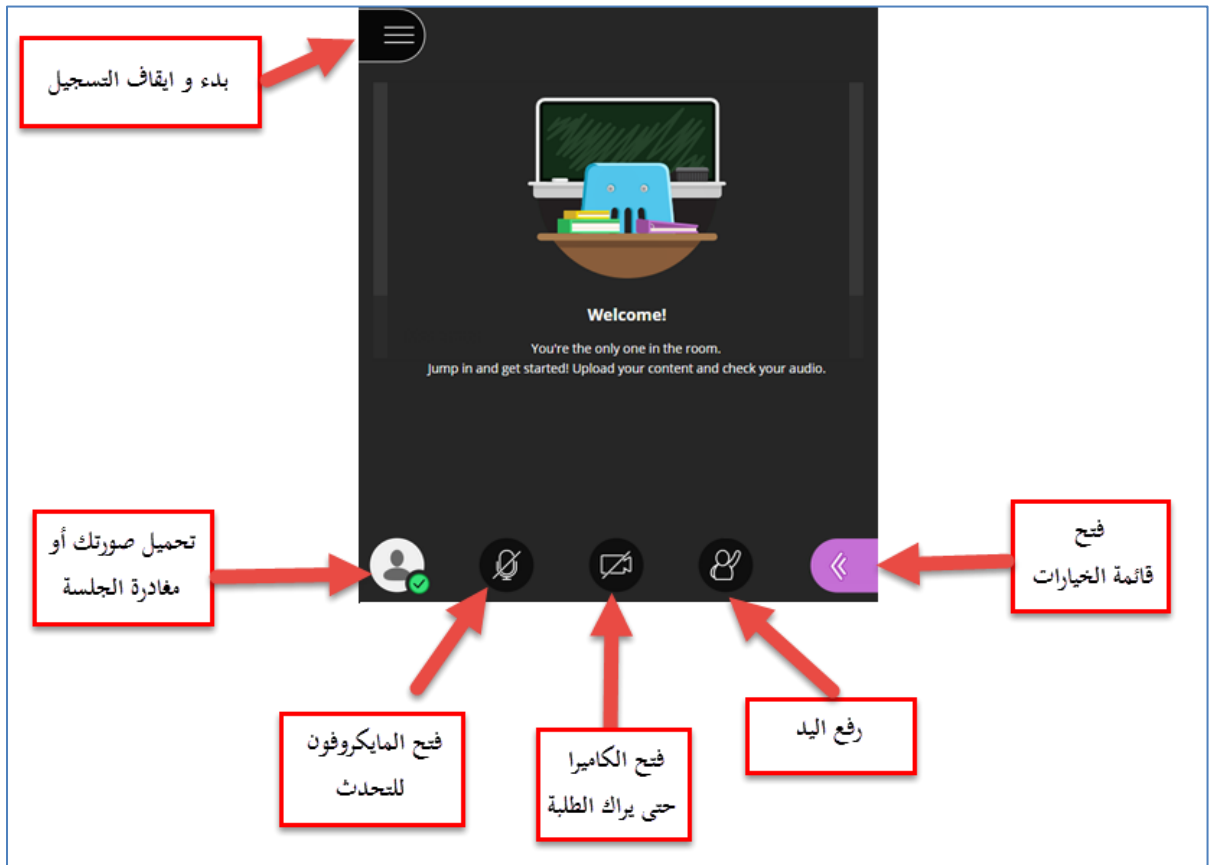 بدء و ايقاف التسجيل
Welcome!
You're the only one in the room.
Jump in and get started! Upload your content and check your audio.
تحميل صورتك أو
مغادرة الجلسة
فتح
قائمة الخيارات
فتح المايكروفون
للتحدث
فتح الكاميرا
حتى يراك الطلبة
رفع اليد